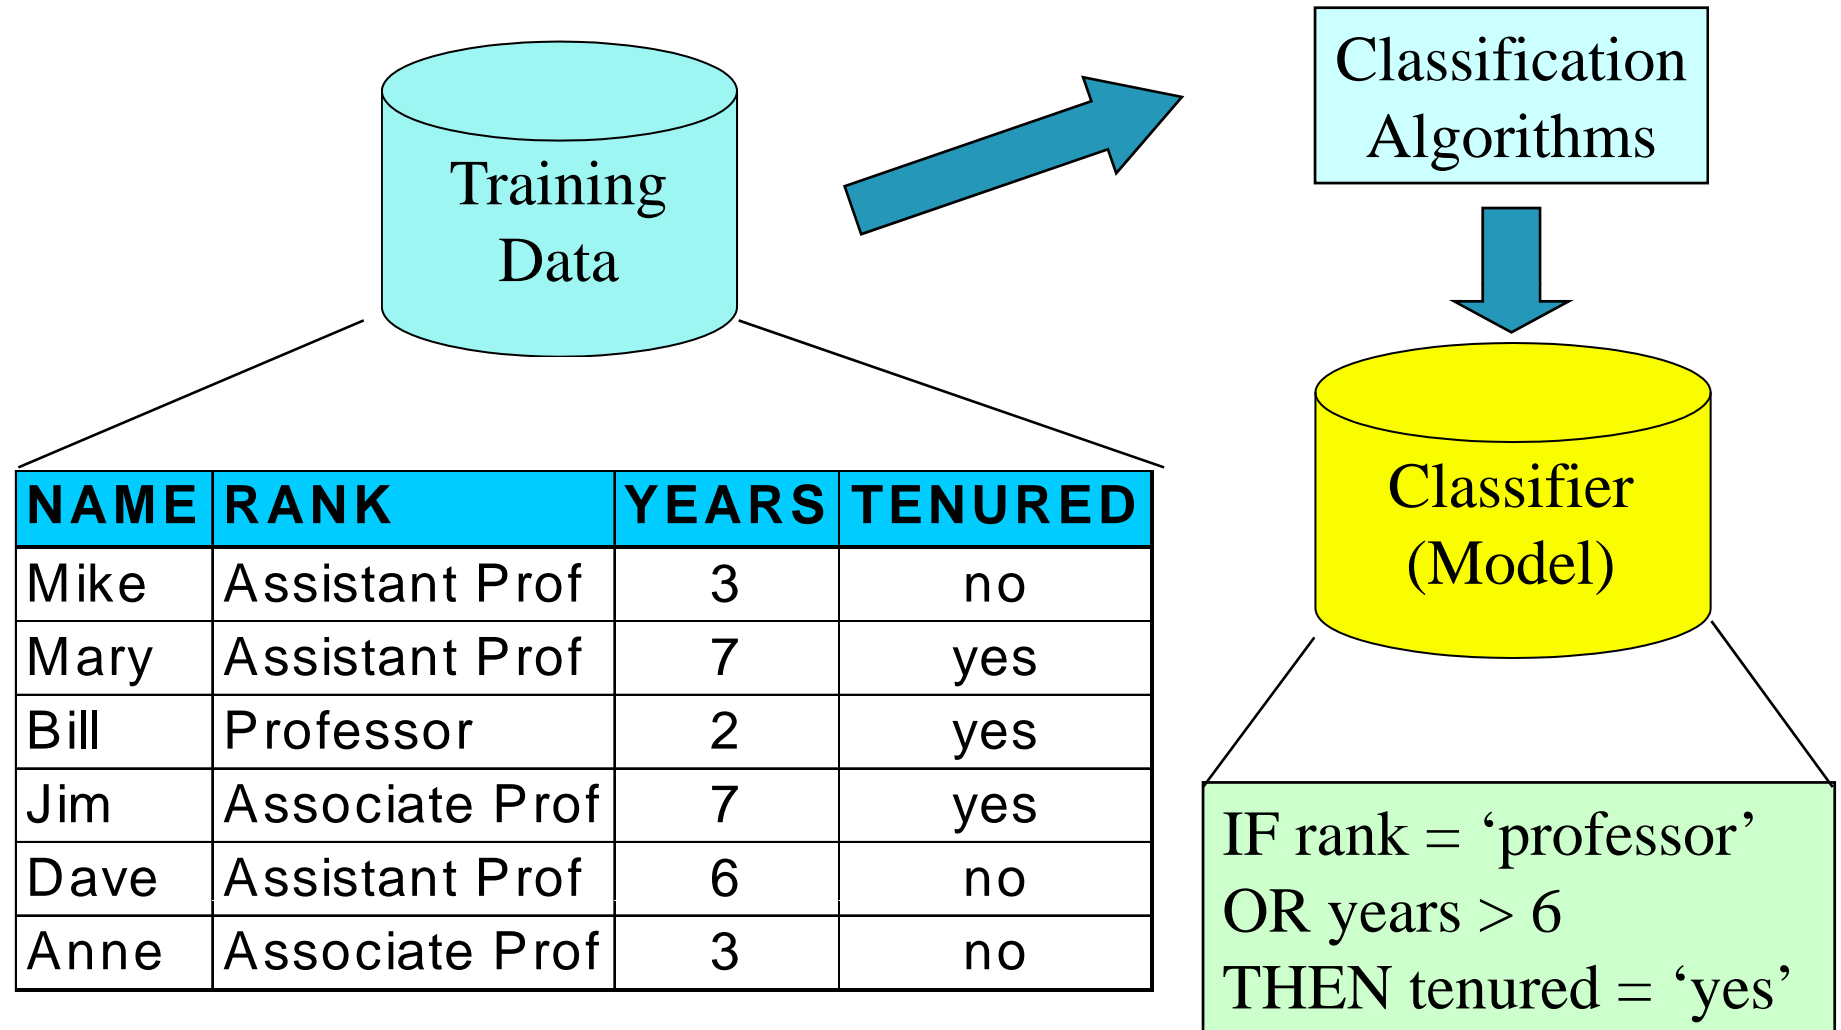 Training
Data
Classification
Algorithms
NAME RANK YEARS TENURED
Mike Assistant Prof 3 no
Mary Assistant Prof 7 yes
Bill Professor 2 yes
Jim Associate Prof 7 yes
Dave Assistant Prof 6 no
Anne Associate Prof 3 no
Classifier
(Model)
IF rank = ‘professor’
OR years > 6
THEN tenured = ‘yes’